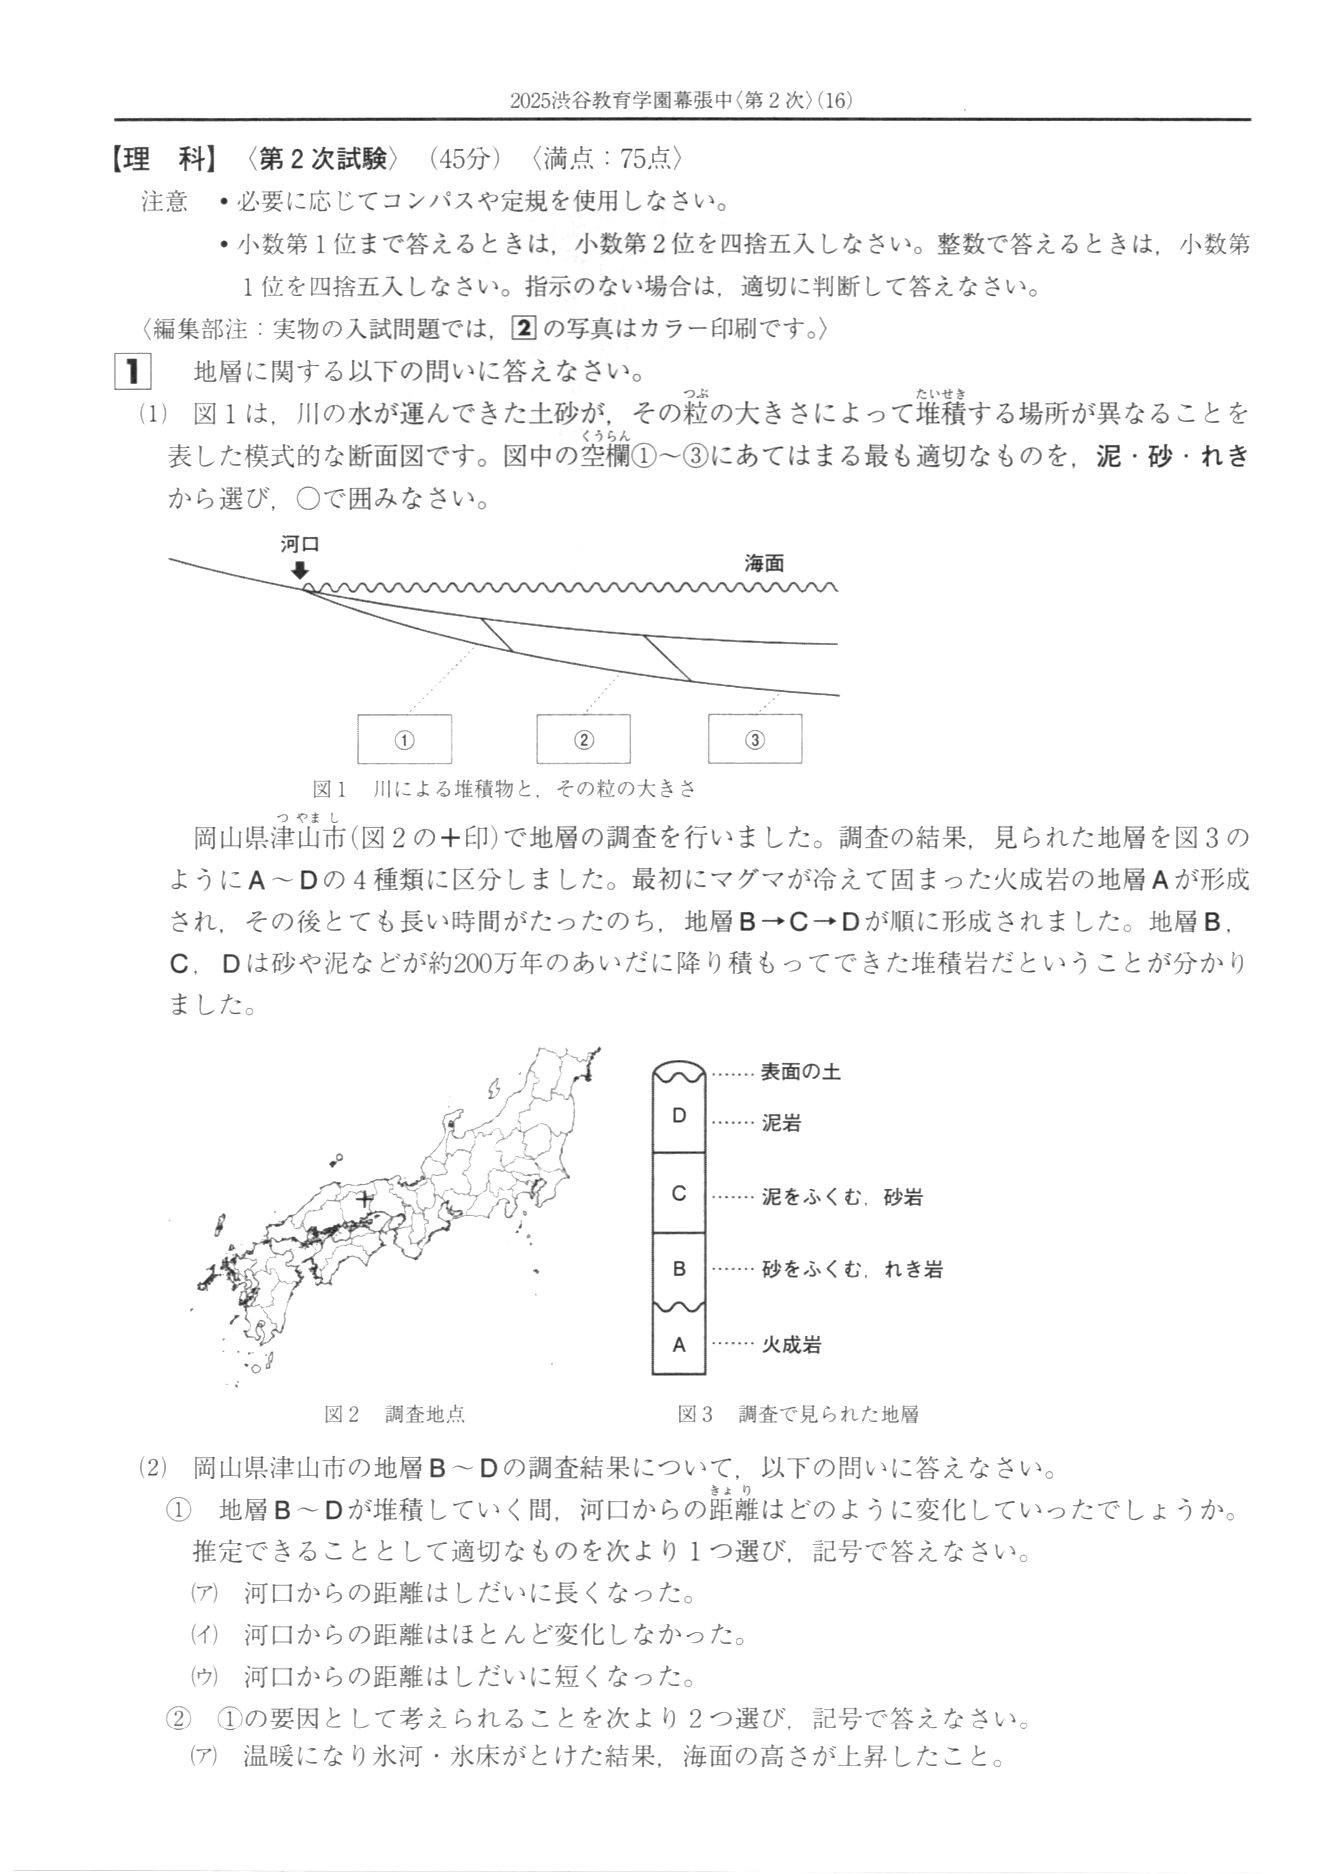 2025渋谷教育学園幕張中〈第２次〉(16)
【理　科】〈第２次試験〉（45分）〈満点：75点〉
注意　・必要に応じてコンパスや定規を使用しなさい。
・小数第１位まで答えるときは，小数第２位を四捨五入しなさい。整数で答えるときは，小数第
１位を四捨五入しなさい。指示のない場合は，適切に判断して答えなさい。
〈編集部注：実物の入試問題では，2の写真はカラー印刷です。〉
1　地層に関する以下の問いに答えなさい。
つぶ　たいせき
(1)　図１は，川の水が運んできた土砂が，その粒の大きさによって堆積する場所が異なることを
くうらん
表した模式的な断面図です。図中の空欄①〜③にあてはまる最も適切なものを，泥・砂・れき
から選び，○で囲みなさい。
河口
海面
①　②　③
図１　川による堆積物と，その粒の大きさ
つやまし
岡山県津山市(図２の＋印)で地層の調査を行いました。調査の結果，見られた地層を図３の
ようにＡ〜Ｄの４種類に区分しました。最初にマグマが冷えて固まった火成岩の地層Ａが形成
され，その後とても長い時間がたったのち，地層Ｂ→Ｃ→Ｄが順に形成されました。地層Ｂ，
Ｃ，Ｄは砂や泥などが約200万年のあいだに降り積もってできた堆積岩だということが分かり
ました。
……表面の土
D ……泥岩
C ……泥をふくむ，砂岩
B ……砂をふくむ，れき岩
A ……火成岩
図２　調査地点
図３　調査で見られた地層
(2)　岡山県津山市の地層Ｂ〜Ｄの調査結果について，以下の問いに答えなさい。
きょり
①　地層Ｂ〜Ｄが堆積していく間，河口からの距離はどのように変化していったでしょうか。
推定できることとして適切なものを次より１つ選び，記号で答えなさい。
(ア)　河口からの距離はしだいに長くなった。
(イ)　河口からの距離はほとんど変化しなかった。
(ウ)　河口からの距離はしだいに短くなった。
②　①の要因として考えられることを次より２つ選び，記号で答えなさい。
(ア)　温暖になり氷河・氷床がとけた結果，海面の高さが上昇したこと。